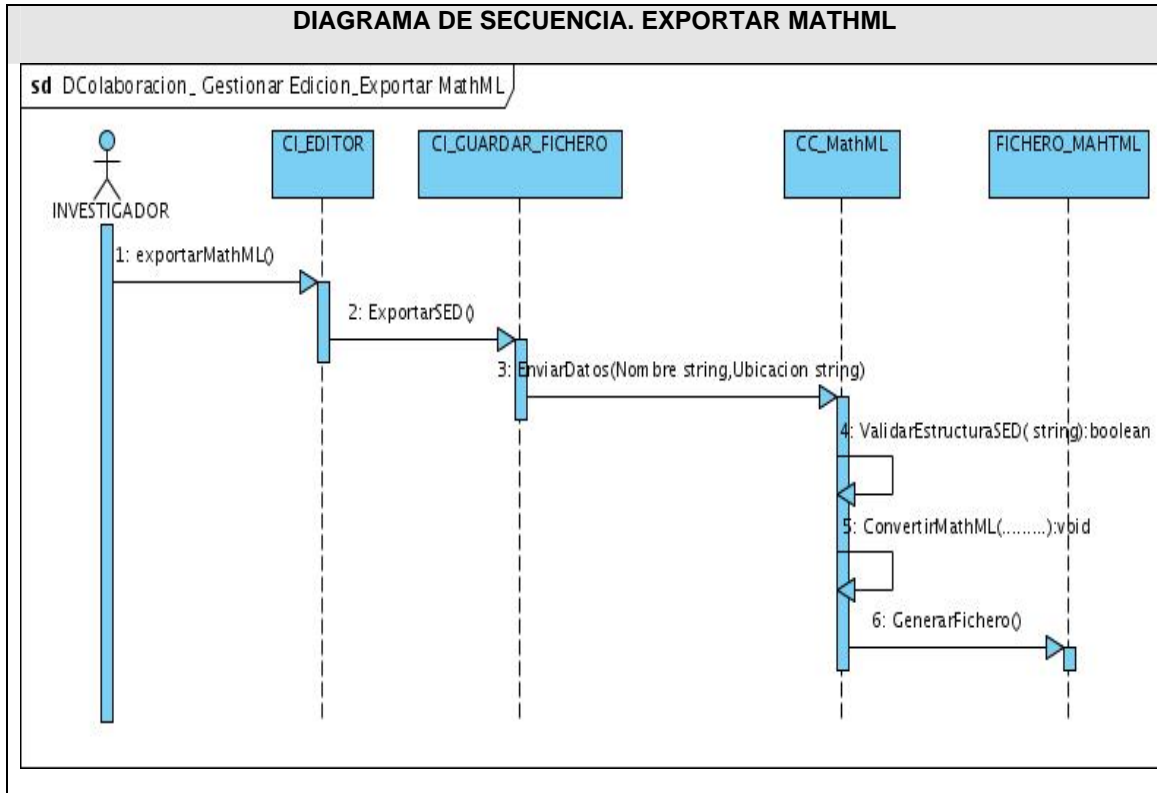 DIAGRAMA DE SECUENCIA. EXPORTAR MATHML
sd DColaboracion_ Gestionar Edicion_Exportar MathML
CI_EDITOR
CI_GUARDAR_FICHERO
CC_MathML
FICHERO_MAHTML
INVESTIGADOR
1: exportarMathML()
2: ExportarSED()
3: EnviarDatos(Nombre string,Ubicacion string)
4: ValidarEstructuraSED( string):boolean
5: ConvertirMathML(.........):void
6: GenerarFichero()